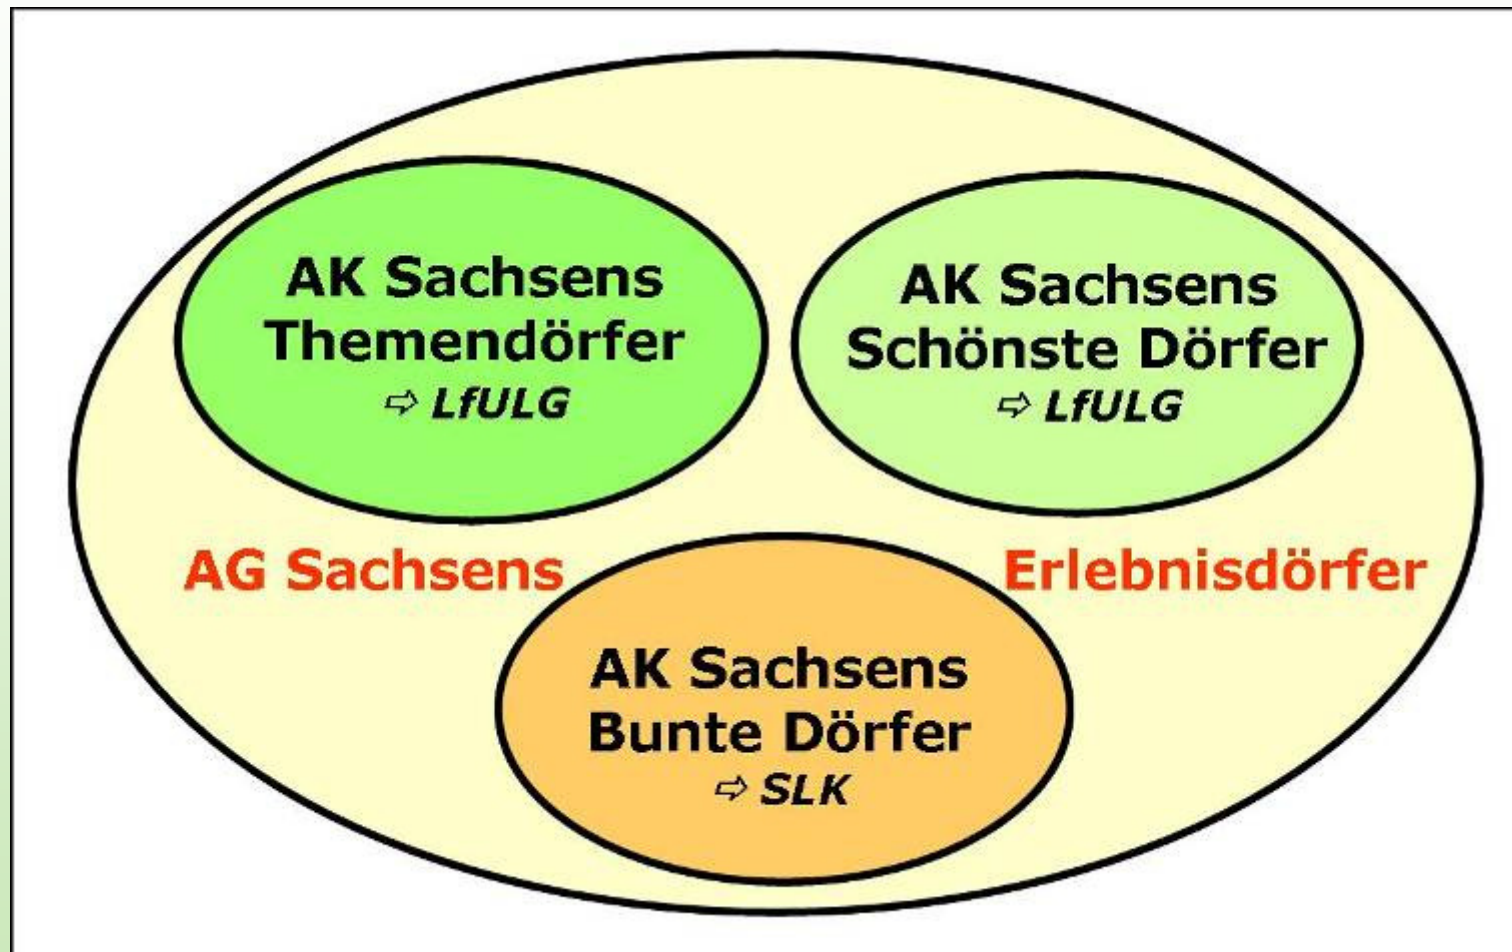 AK Sachsens
Themendörfer
⇨ LfULG
AK Sachsens
Schönste Dörfer
⇨ LfULG
AG Sachsens Erlebnisdörfer
AK Sachsens
Bunte Dörfer
⇨ SLK